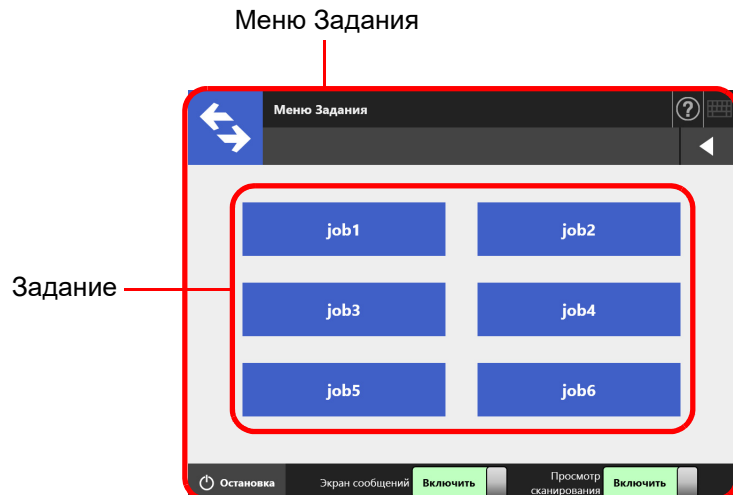 Меню Задания
Меню Задания
?
job1
job2
Задание
job3
job4
job5
job6
Остановка
Экран сообщений
Включить
Просмотр
сканирования
Включить